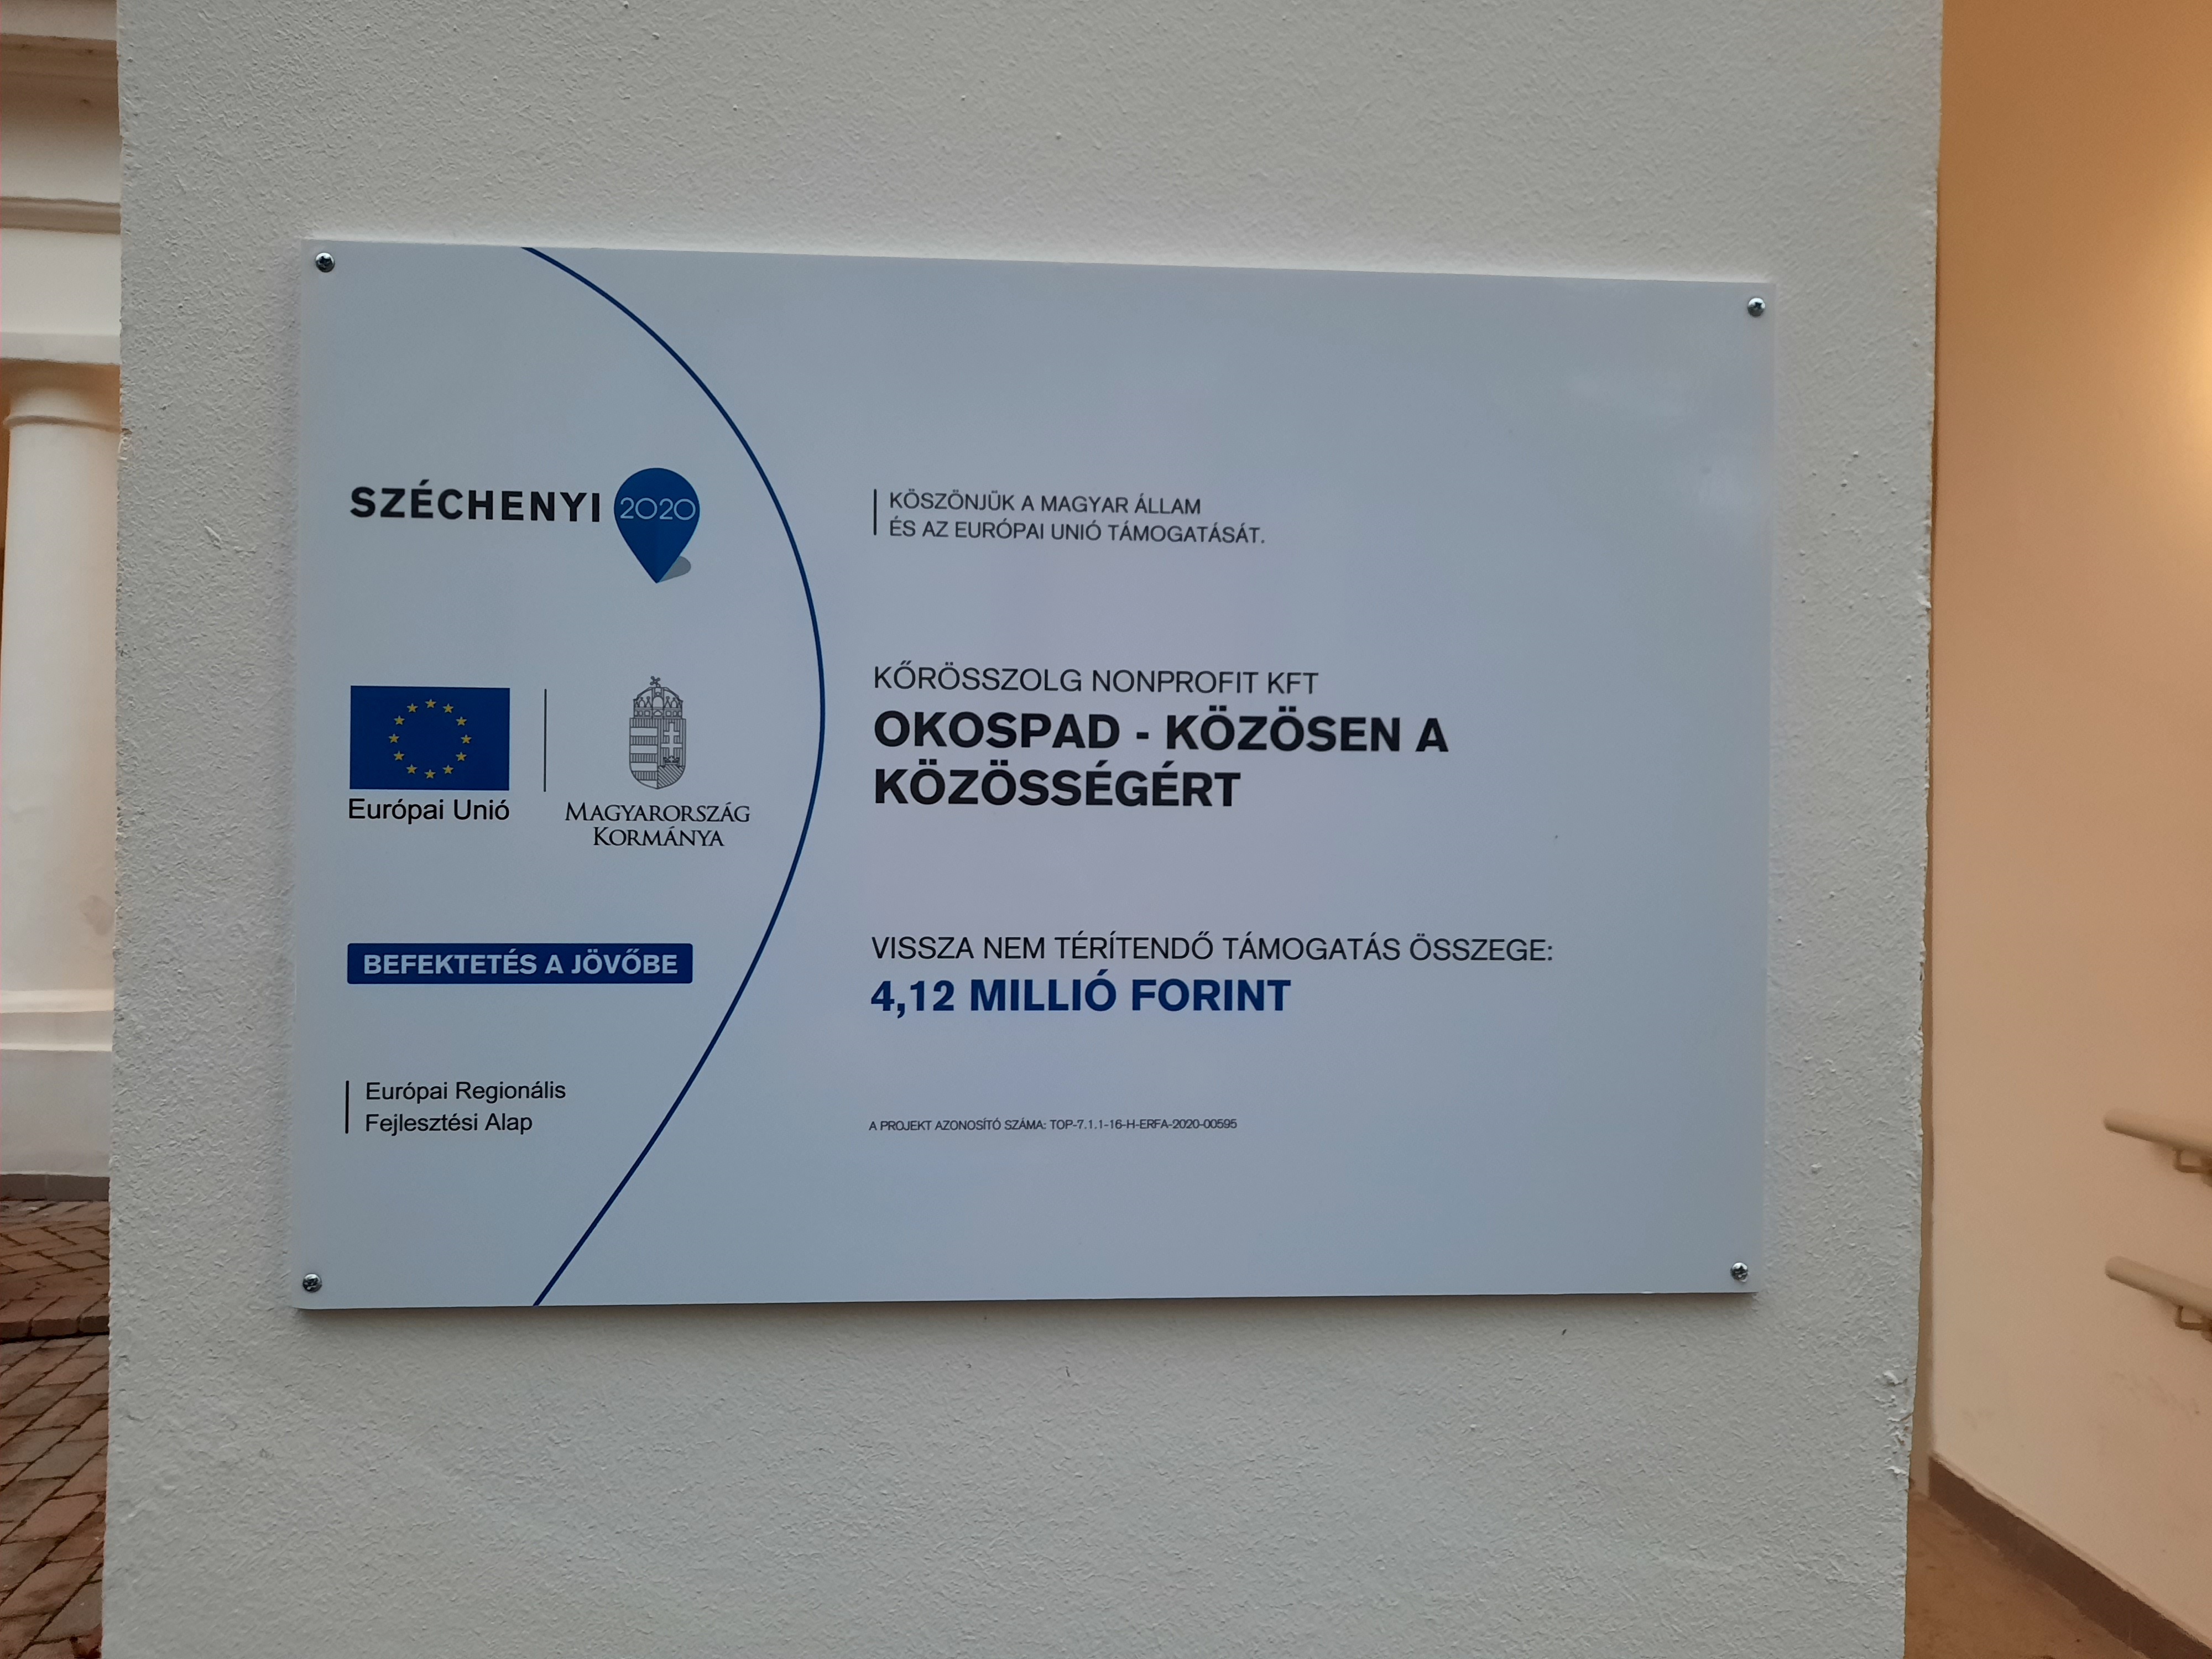 SZÉCHENYI 2020
Európai Unió
MAGYARORSZÁG
KORMÁNYA
BEFEKTETÉS A JÖVŐBE
Európai Regionális
Fejlesztési Alap
KÖSZÖNJÜK A MAGYAR ÁLLAM
ÉS AZ EURÓPAI UNIÓ TÁMOGATÁSÁT.
KŐRÖSSZOLG NONPROFIT KFT
OKOSPAD - KÖZÖSEN A
KÖZÖSSÉGÉRT
VISSZA NEM TÉRÍTENDŐ TÁMOGATÁS ÖSSZEGE:
4,12 MILLIÓ FORINT
A PROJEKT AZONOSÍTÓ SZÁMA: TOP-7.1.1-16-H-ERFA-2020-00595